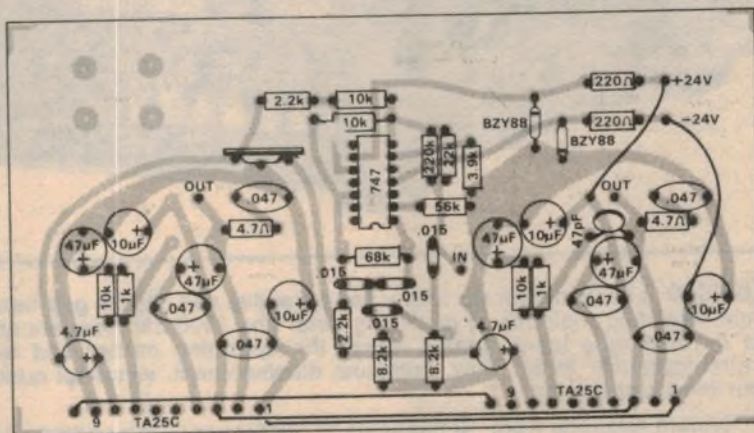 220Ω
+24V
2.2k
10k
BZY88
220Ω
-24V
10k
BZY88
747
220k
22k
3.9k
OUT
.047
56k
OUT
.047
47µF
10µF
4.7Ω
.015
47µF
10µF
47pF
4.7Ω
68k
IN
47µF
.015
.015
47µF
10k
1k
.047
10µF
10k
1k
.047
10µF
2.2k
.015
4.7µF
.047
8.2k
8.2k
4.7µF
.047
9
TA25C
1
9
TA25C
1